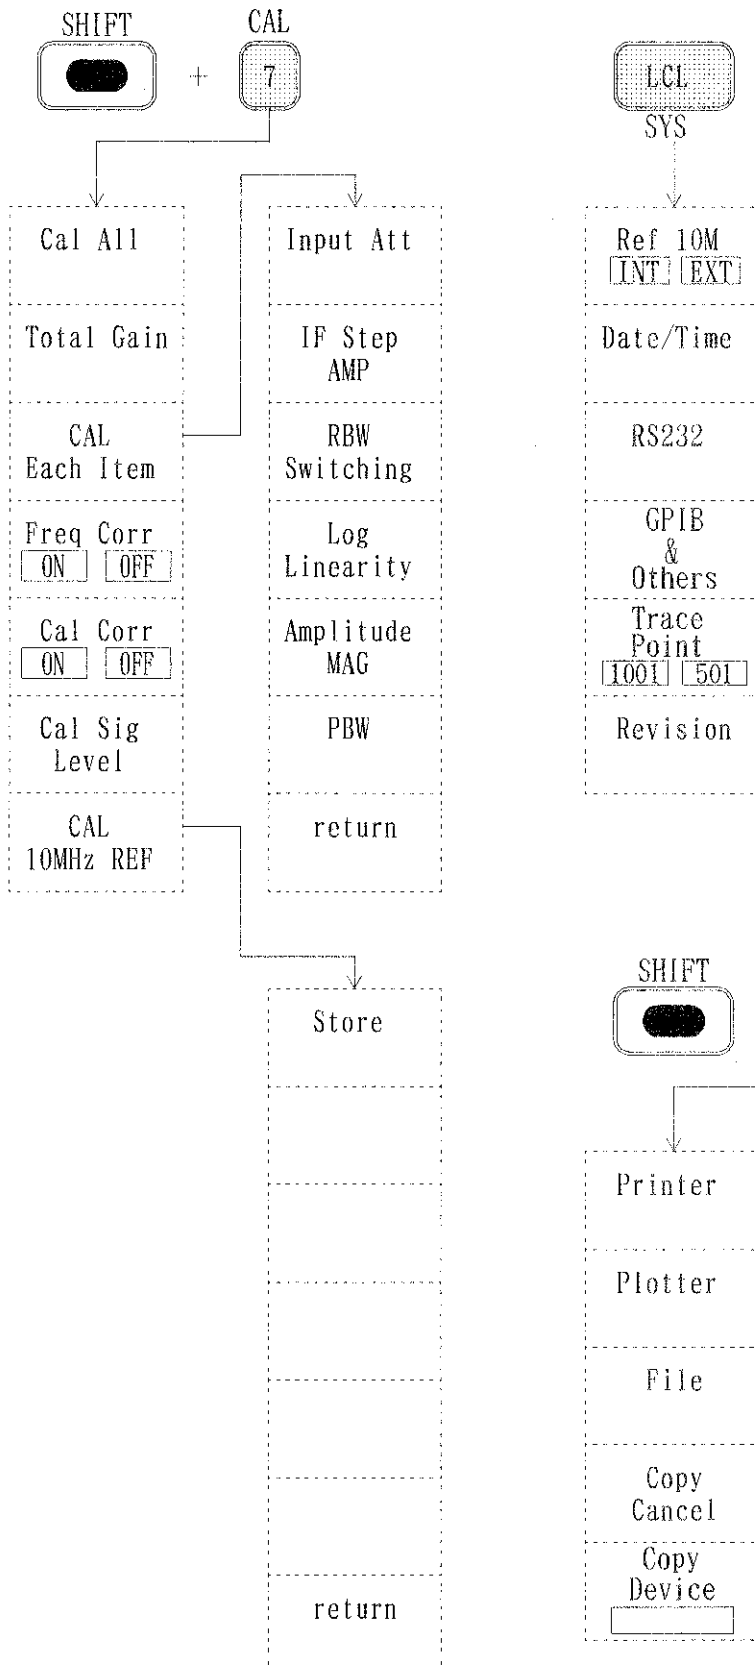 SHIFT
+
CAL
7
Cal All
Total Gain
CAL
Each Item
Freq Corr
ON OFF
Cal Corr
ON OFF
Cal Sig
Level
CAL
10MHz REF
Input Att
IF Step
AMP
RBW
Switching
Log
Linearity
Amplitude
MAG
PBW
return
Store
return
LCL
SYS
Ref 10M
INT EXT
Date/Time
RS232
GPIB
&
Others
Trace
Point
1001 501
Revision
SHIFT
Printer
Plotter
File
Copy
Cancel
Copy
Device